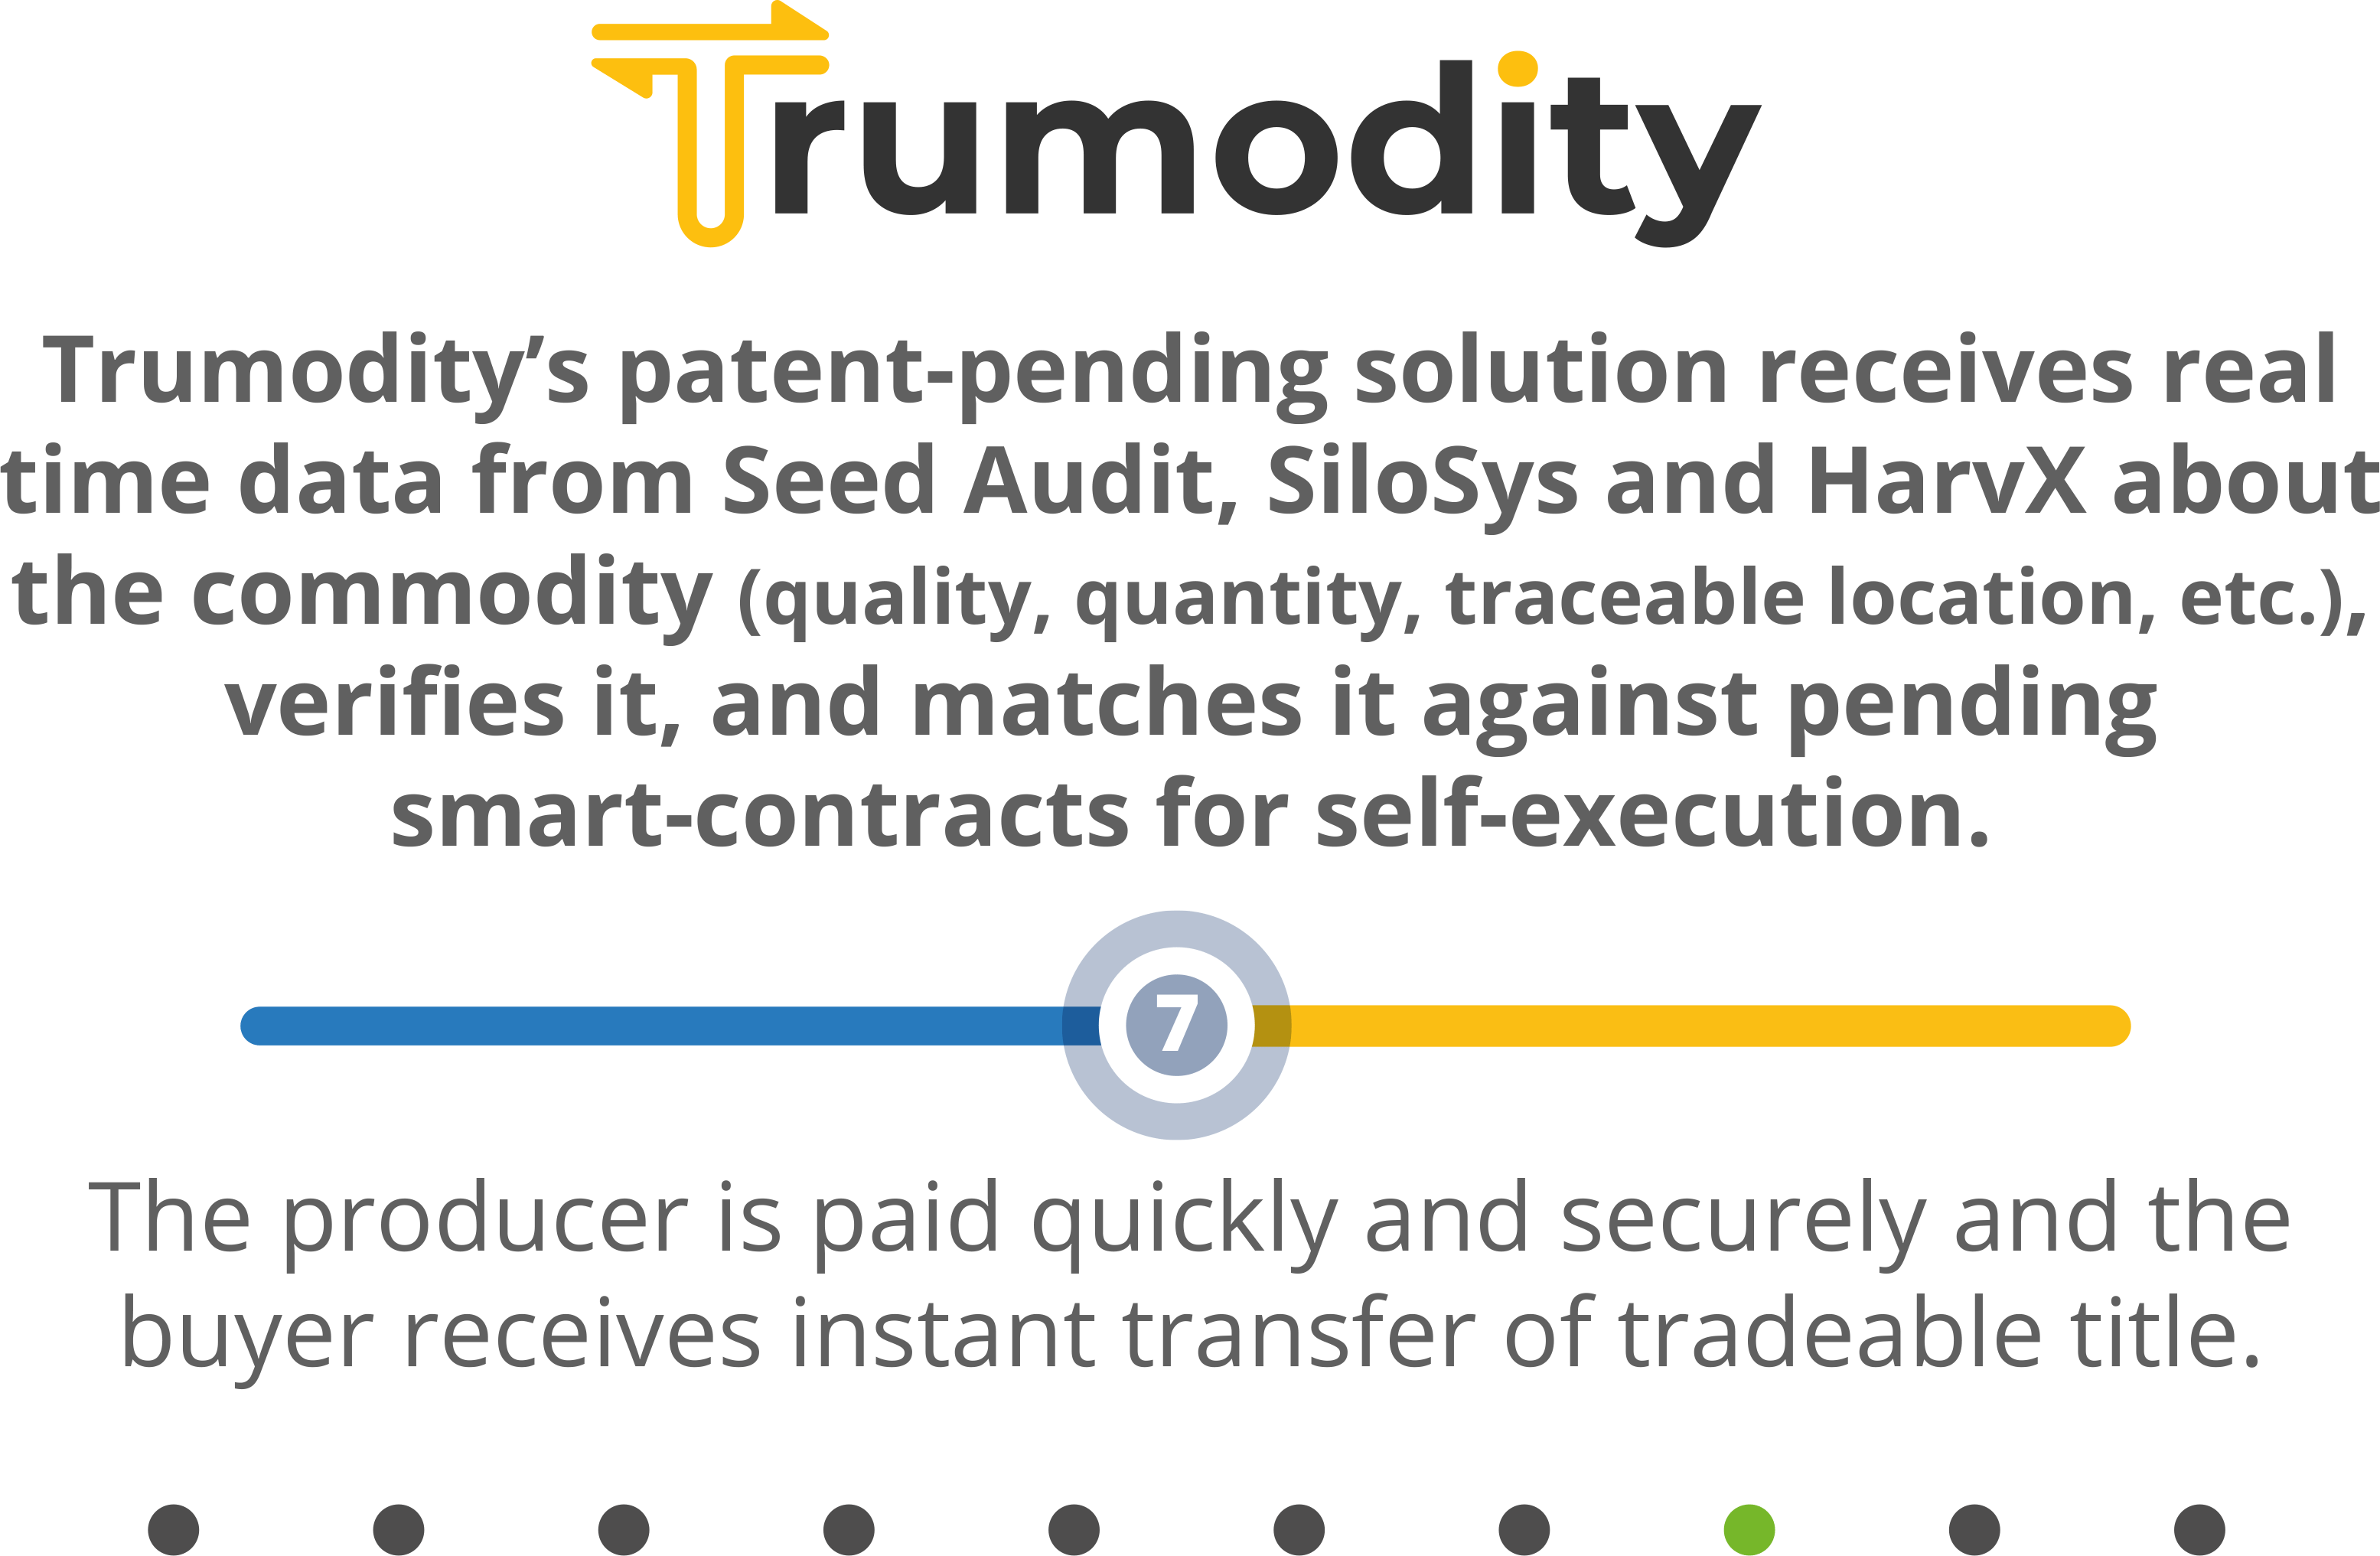 Trumodity
Trumodity’s patent-pending solution receives real
time data from Seed Audit, SiloSys and HarvX about
the commodity (quality, quantity, traceable location, etc.),
verifies it, and matches it against pending
smart-contracts for self-execution.
7
The producer is paid quickly and securely and the
buyer receives instant transfer of tradeable title.